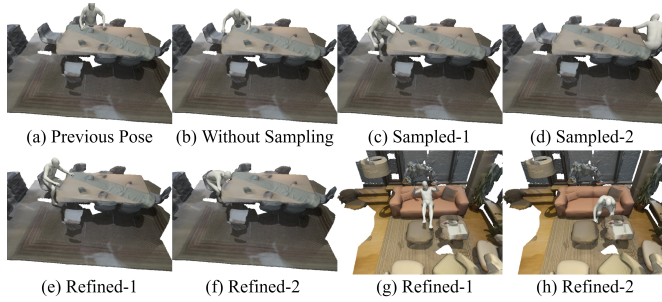 (a) Previous Pose (b) Without Sampling (c) Sampled-1 (d) Sampled-2
(e) Refined-1 (f) Refined-2 (g) Refined-1 (h) Refined-2